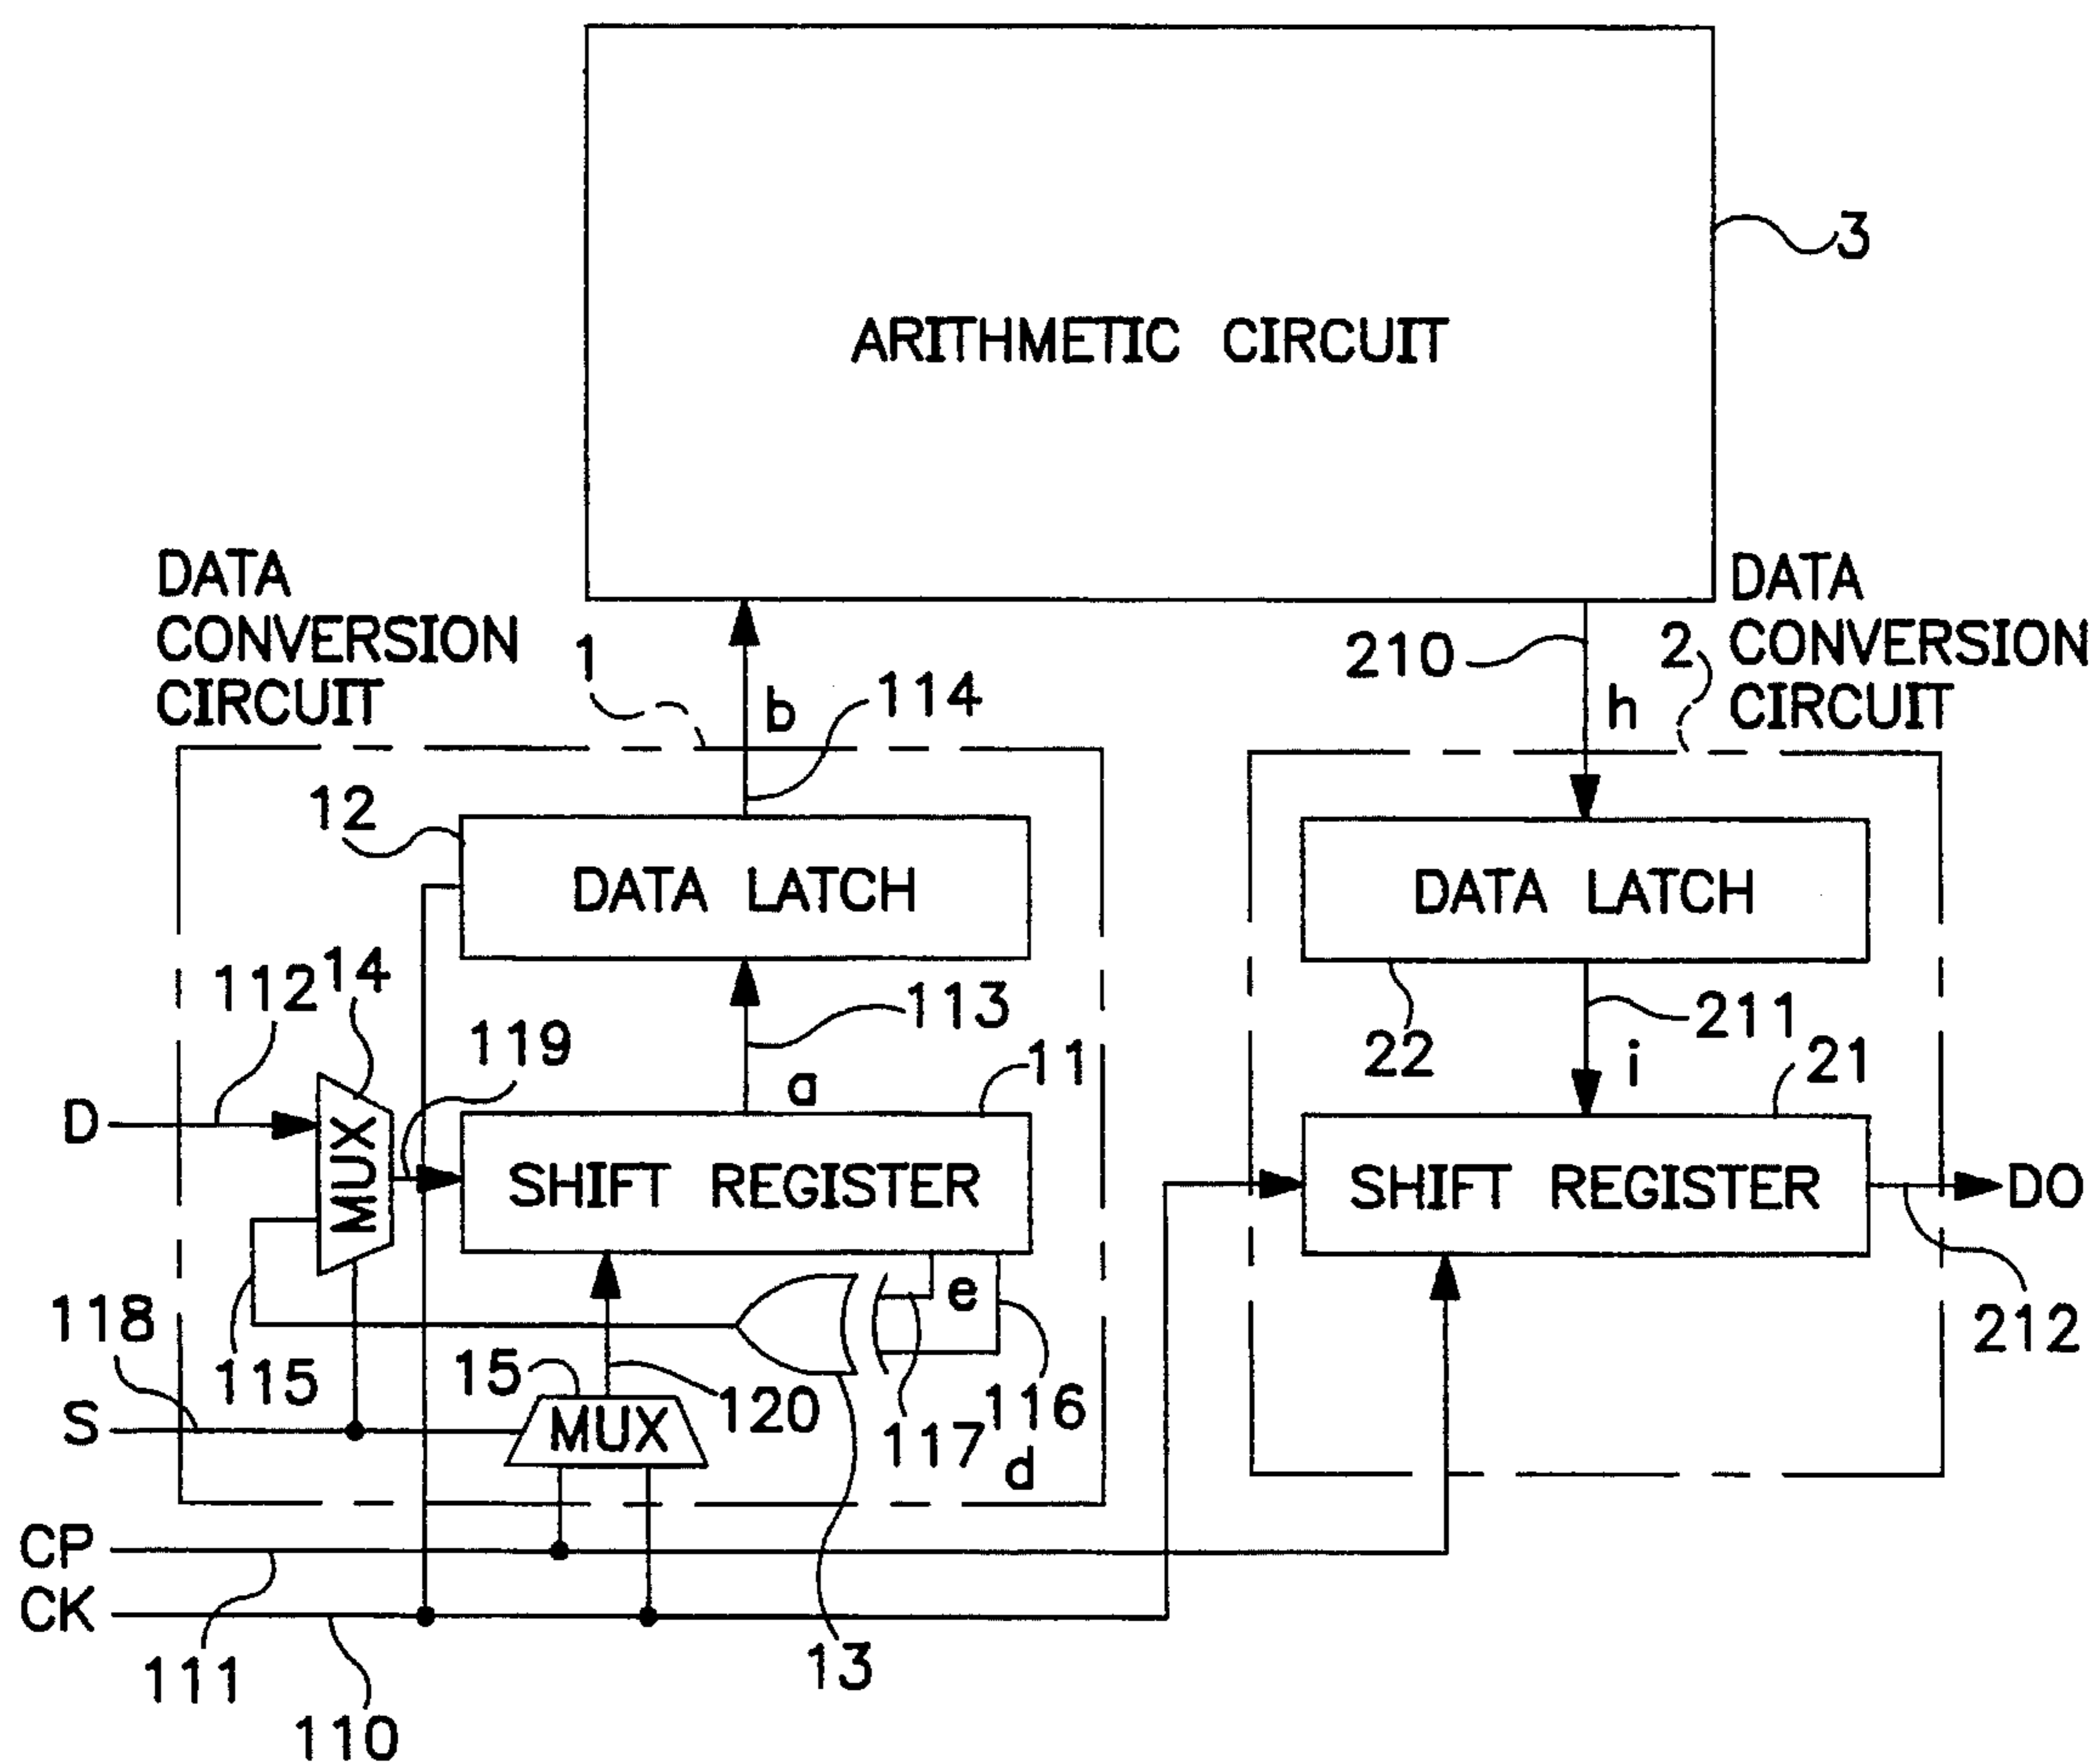 3
ARITHMETIC CIRCUIT
DATA
CONVERSION
CIRCUIT
1
b
114
210
h
2
DATA
CONVERSION
CIRCUIT
12
DATA LATCH
DATA LATCH
112
14
119
113
a
11
22
211
i
21
D
MUX
SHIFT REGISTER
SHIFT REGISTER
DO
e
118
115
15
120
117
116
d
212
S
MUX
CP
CK
111
110
13